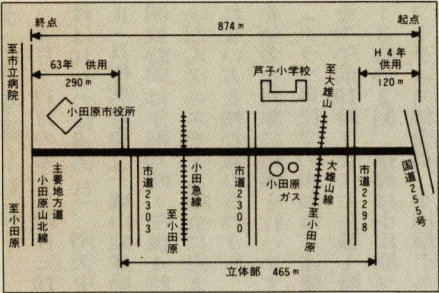 終点
874m
起点
63年 供用
290m
H4年
供用
120m
至市立病院
小田原市役所
芦子小学校
至大雄山
主要地方道
小田原山北線
至小田原
市道2303
小田急線
至小田原
市道2300
小田原
ガス
大雄山線
至小田原
市道2298
国道255号
立体部 465m